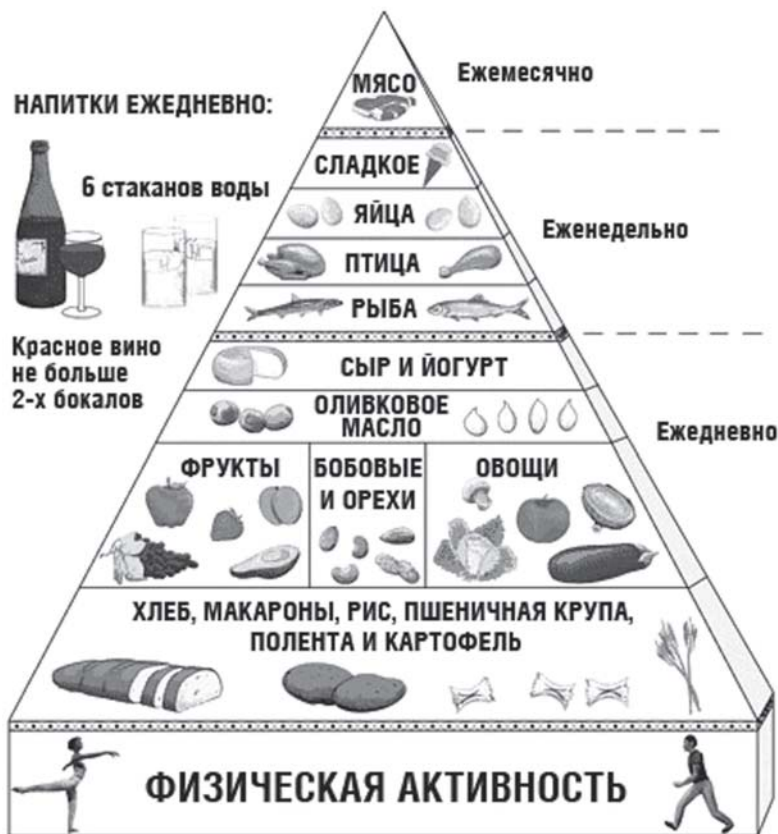 МЯСО
Ежемесячно
НАПИТКИ ЕЖЕДНЕВНО:
6 стаканов воды
Красное вино
не больше
2-х бокалов
СЛАДКОЕ
ЯЙЦА
ПТИЦА
РЫБА
Еженедельно
СЫР И ЙОГУРТ
ОЛИВКОВОЕ
МАСЛО
Ежедневно
ФРУКТЫ
БОБОВЫЕ
И ОРЕХИ
ОВОЩИ
ХЛЕБ, МАКАРОНЫ, РИС, ПШЕНИЧНАЯ КРУПА,
ПОЛЕНТА И КАРТОФЕЛЬ
ФИЗИЧЕСКАЯ АКТИВНОСТЬ